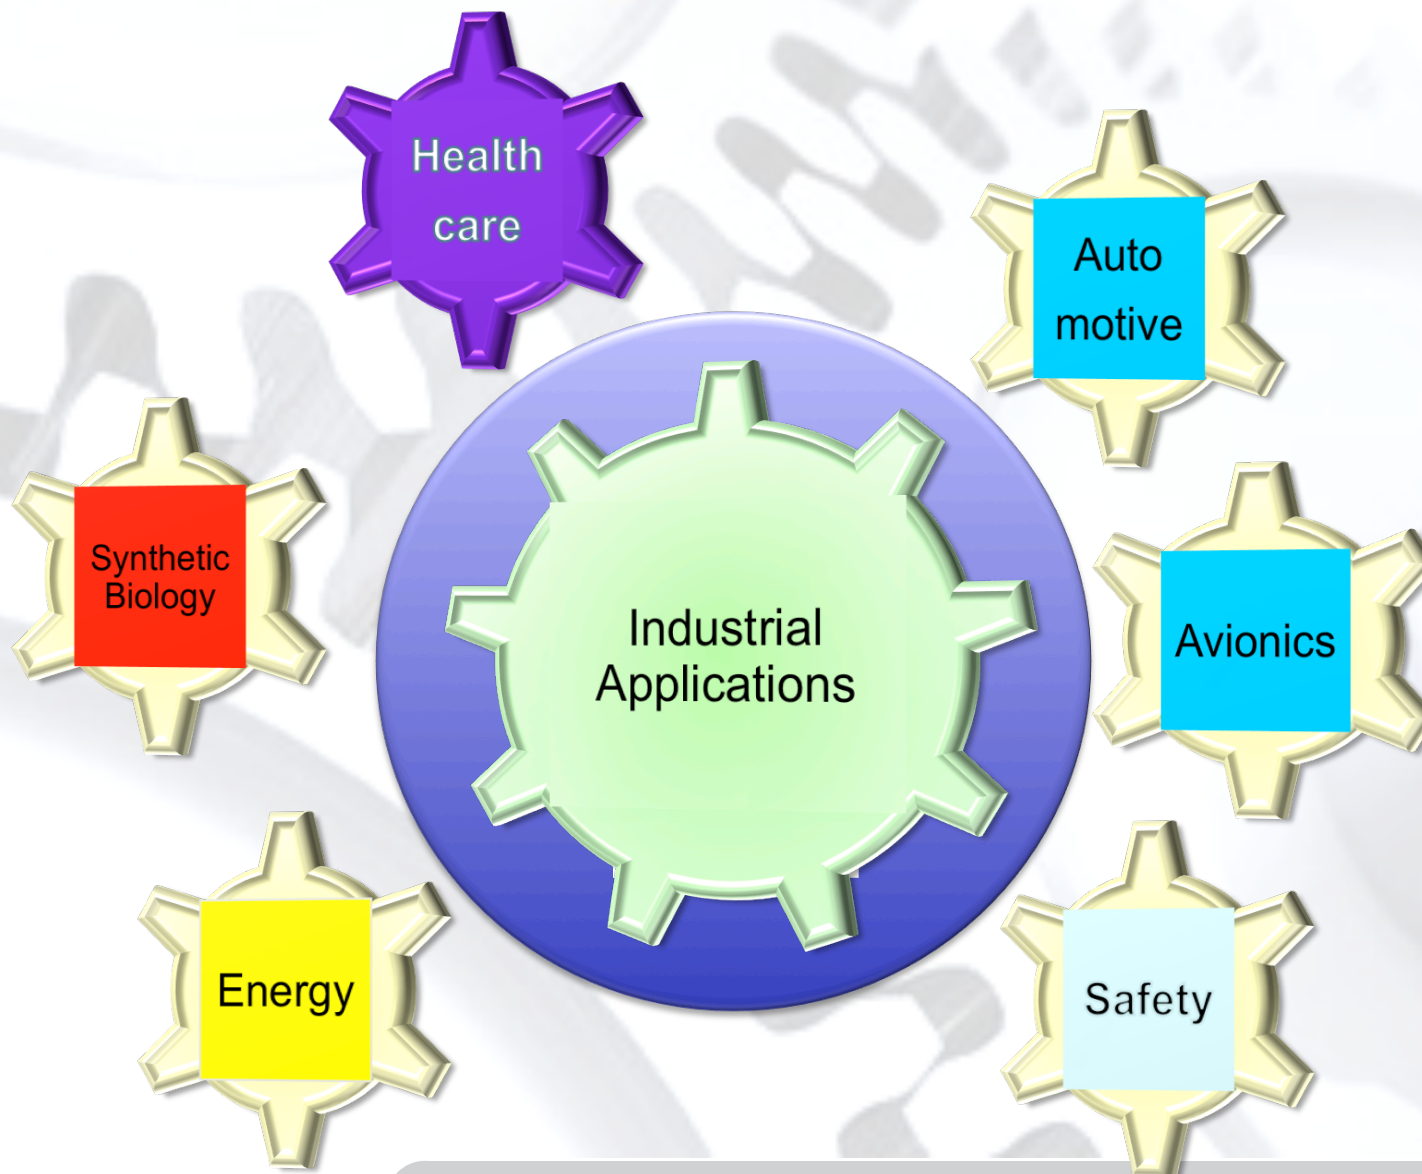 Health
care
Auto
motive
Synthetic
Biology
Industrial
Applications
Avionics
Energy
Safety